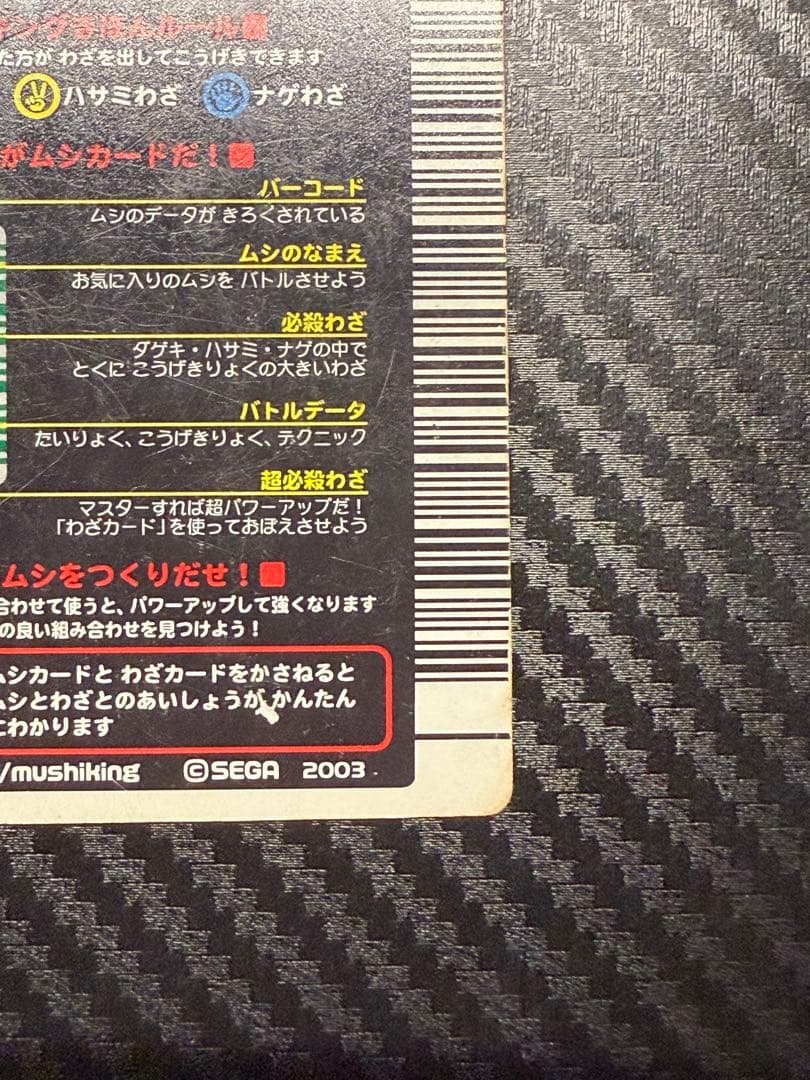 キングきほんルール
た方が わざを出してこうげきできます
ハサミわざ ナゲわざ
がムシカードだ！
バーコード
ムシのデータが きろくされている
ムシのなまえ
お気に入りのムシを バトルさせよう
必殺わざ
ダゲキ・ハサミ・ナゲの中で
とくに こうげきりょくの大きいわざ
バトルデータ
たいりょく、こうげきりょく、テクニック
超必殺わざ
マスターすれば超パワーアップだ！
「わざカード」を使っておぼえさせよう
ムシをつくりだせ！
合わせて使うと、パワーアップして強くなります
の良い組み合わせを見つけよう！
ムシカードと わざカードをかさねると
ムシとわざとのあいしょうが かんたん
にわかります
/mushiking ©SEGA 2003